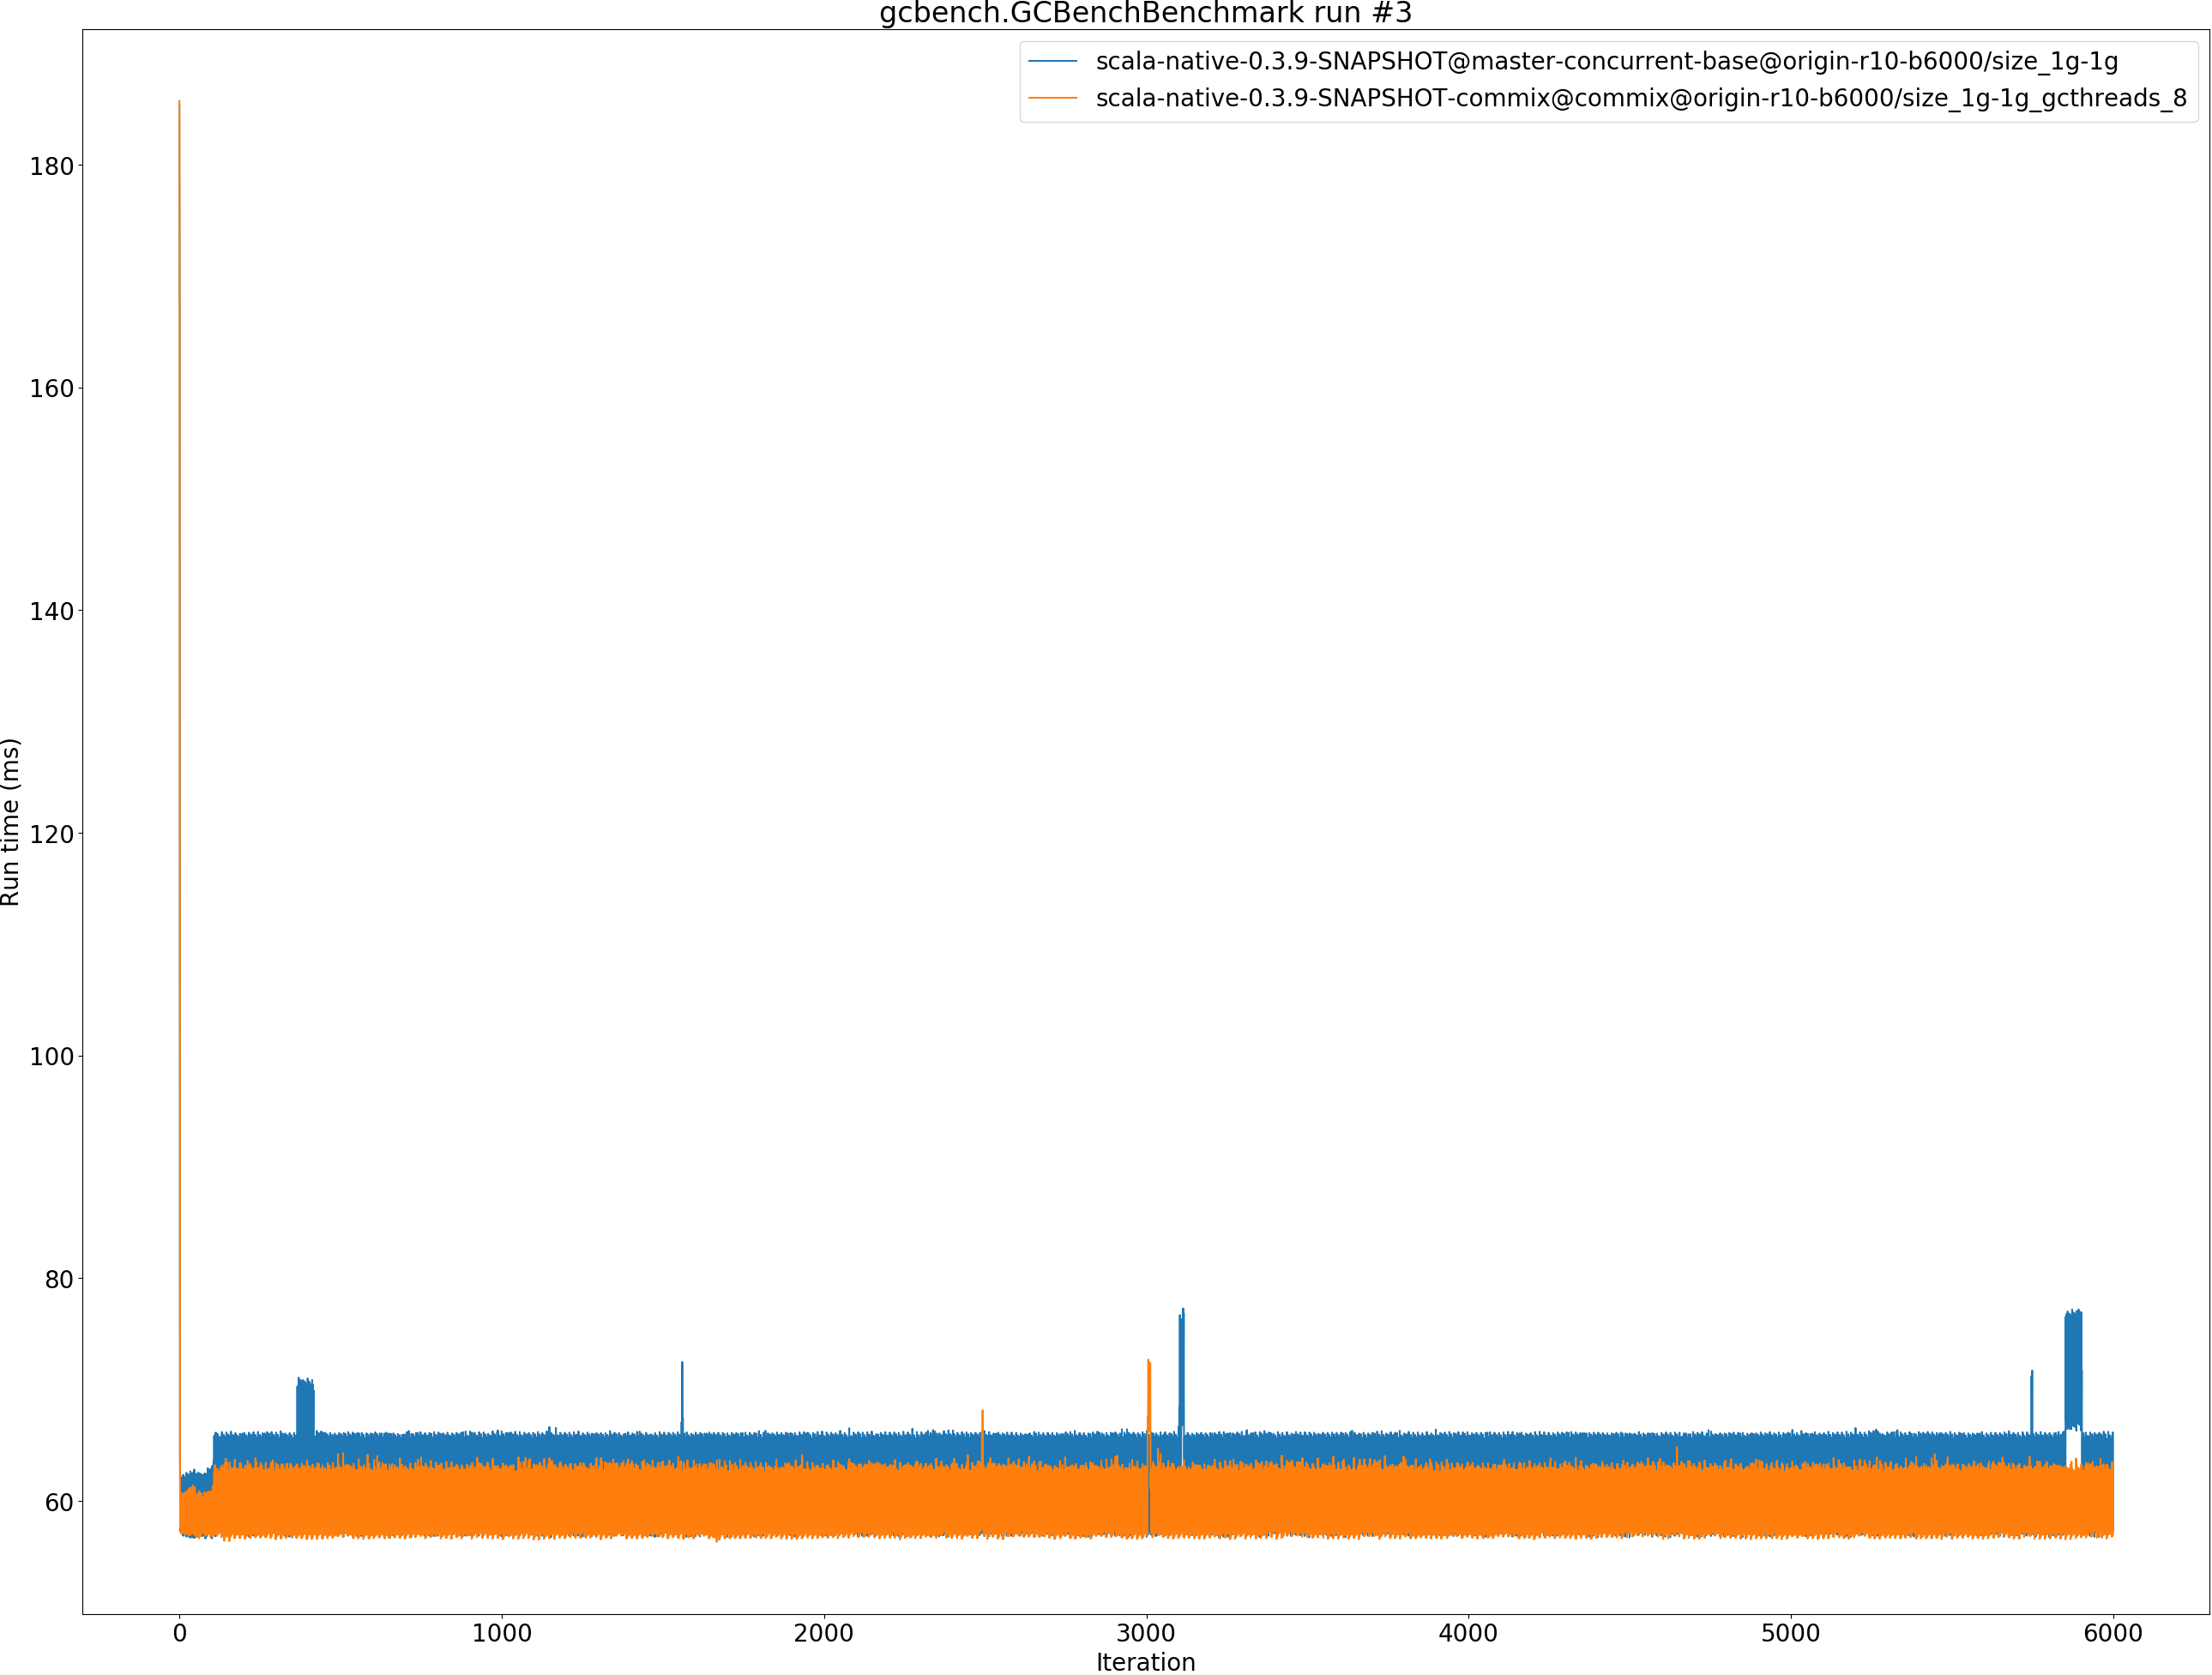 gcbench.GCBenchBenchmark run #3
scala-native-0.3.9-SNAPSHOT@master-concurrent-base@origin-r10-b6000/size_1g-1g
scala-native-0.3.9-SNAPSHOT-commix@commix@origin-r10-b6000/size_1g-1g_gcthreads_8
180
160
140
120
100
80
60
Run time (ms)
0 1000 2000 3000 4000 5000 6000
Iteration